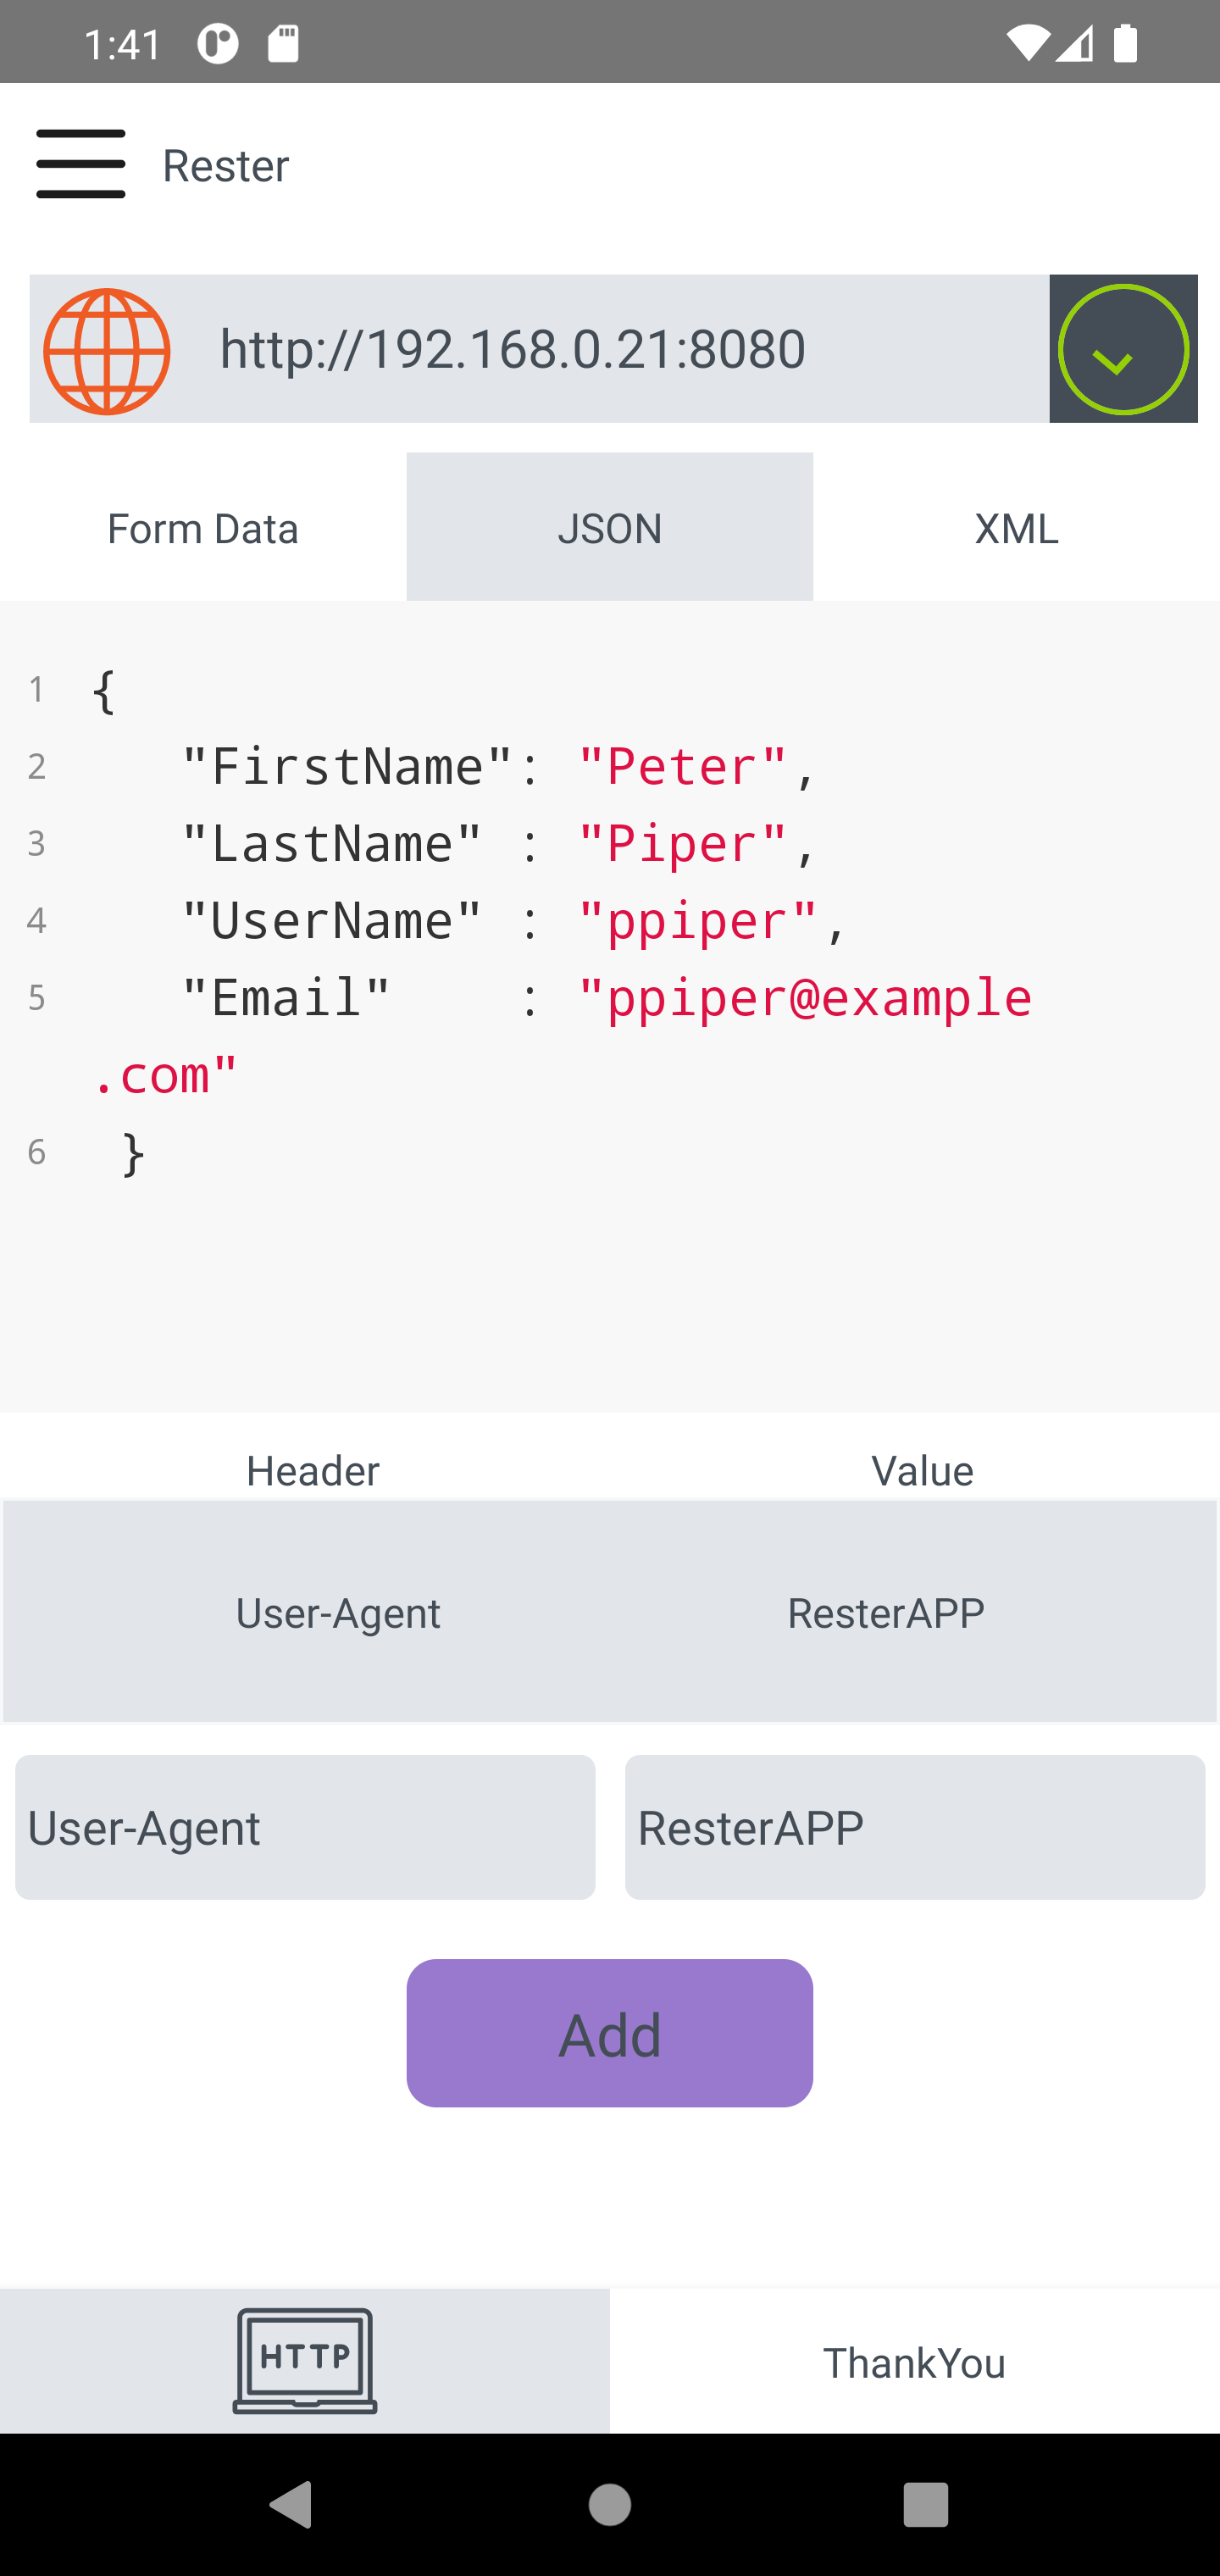 1:41
Rester
http://192.168.0.21:8080
Form Data JSON XML
1 {
2 "FirstName": "Peter",
3 "LastName" : "Piper",
4 "UserName" : "ppiper",
5 "Email" : "ppiper@example
.com"
6 }
Header Value
User-Agent ResterAPP
User-Agent ResterAPP
Add
HTTP ThankYou